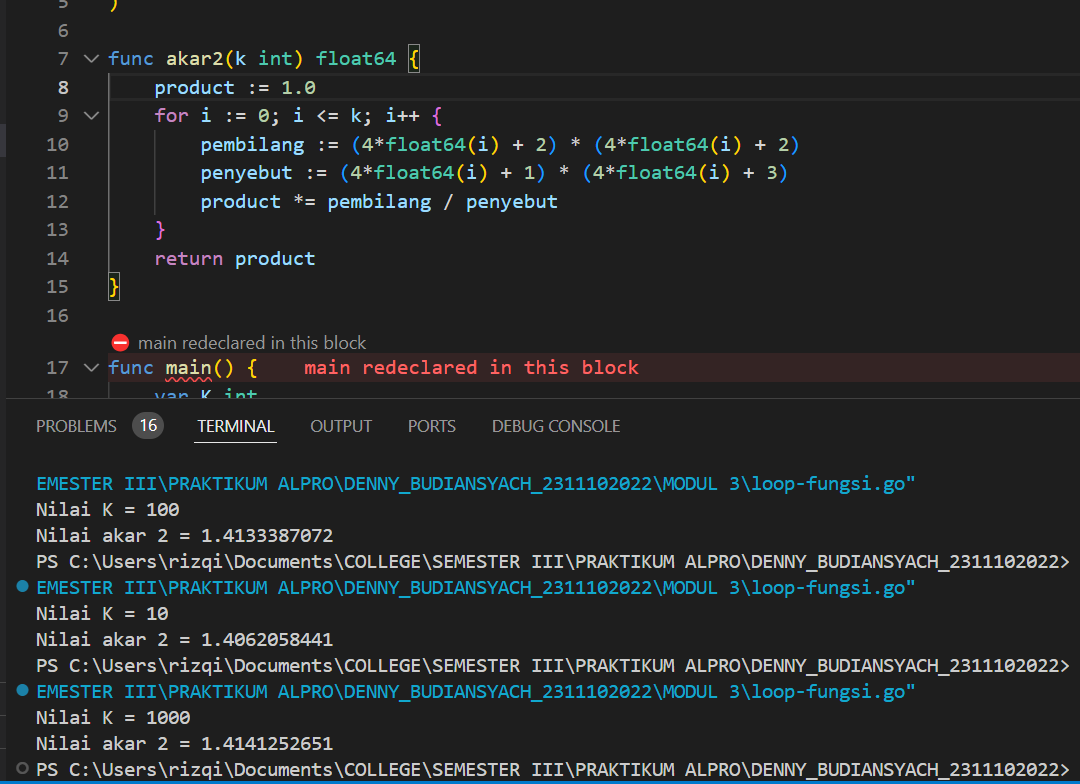 5 )
6
7 func akar2(k int) float64 {
8 product := 1.0
9 for i := 0; i <= k; i++ {
10 pembilang := (4*float64(i) + 2) * (4*float64(i) + 2)
11 penyebut := (4*float64(i) + 1) * (4*float64(i) + 3)
12 product *= pembilang / penyebut
13 }
14 return product
15 }
16
main redeclared in this block
17 func main() { main redeclared in this block
18 var K int
PROBLEMS 16 TERMINAL OUTPUT PORTS DEBUG CONSOLE
EMESTER III\PRAKTIKUM ALPRO\DENNY_BUDIANSYACH_2311102022\MODUL 3\loop-fungsi.go"
Nilai K = 100
Nilai akar 2 = 1.4133387072
PS C:\Users\rizqi\Documents\COLLEGE\SEMESTER III\PRAKTIKUM ALPRO\DENNY_BUDIANSYACH_2311102022>
EMESTER III\PRAKTIKUM ALPRO\DENNY_BUDIANSYACH_2311102022\MODUL 3\loop-fungsi.go"
Nilai K = 10
Nilai akar 2 = 1.4062058441
PS C:\Users\rizqi\Documents\COLLEGE\SEMESTER III\PRAKTIKUM ALPRO\DENNY_BUDIANSYACH_2311102022>
EMESTER III\PRAKTIKUM ALPRO\DENNY_BUDIANSYACH_2311102022\MODUL 3\loop-fungsi.go"
Nilai K = 1000
Nilai akar 2 = 1.4141252651
PS C:\Users\rizqi\Documents\COLLEGE\SEMESTER III\PRAKTIKUM ALPRO\DENNY_BUDIANSYACH_2311102022>